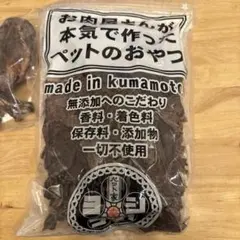 お肉屋さんが
本気で作った
ペットのおやつ
made in kumamoto
無添加へのこだわり
香料・着色料
保存料・添加物
一切不使用